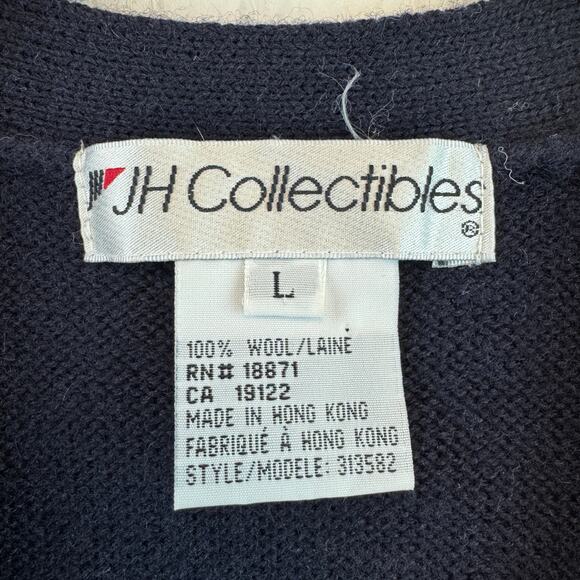 JH Collectibles
®
L
100% WOOL/LAINE
RN# 18871
CA 19122
MADE IN HONG KONG
FABRIQUÉ À HONG KONG
STYLE/MODELE: 313582